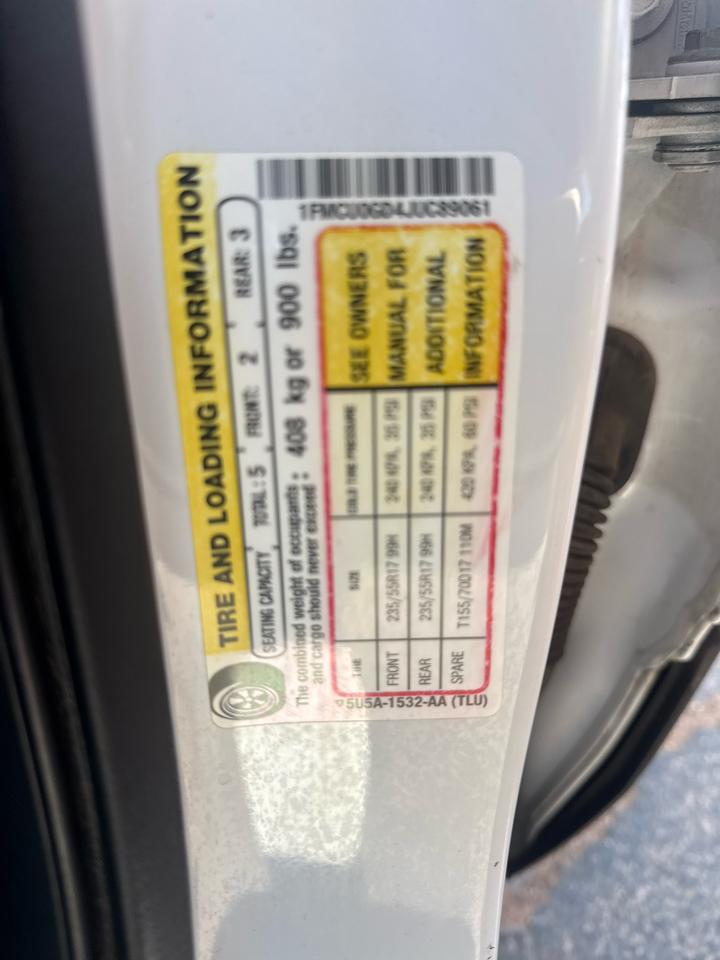 TIRE AND LOADING INFORMATION
SEATING CAPACITY TOTAL: 5 FRONT: 2 REAR: 3
The combined weight of occupants and cargo should never exceed : 408 kg or 900 lbs.
TIRE SIZE COLD TIRE PRESSURE
FRONT 235/55R17 99H 240 KPA, 35 PSI
REAR 235/55R17 99H 240 KPA, 35 PSI
SPARE T155/70D17 110M 420 KPA, 60 PSI
SEE OWNERS
MANUAL FOR
ADDITIONAL
INFORMATION
5U5A-1532-AA (TLU)
1FMCU0GD4JUC89061